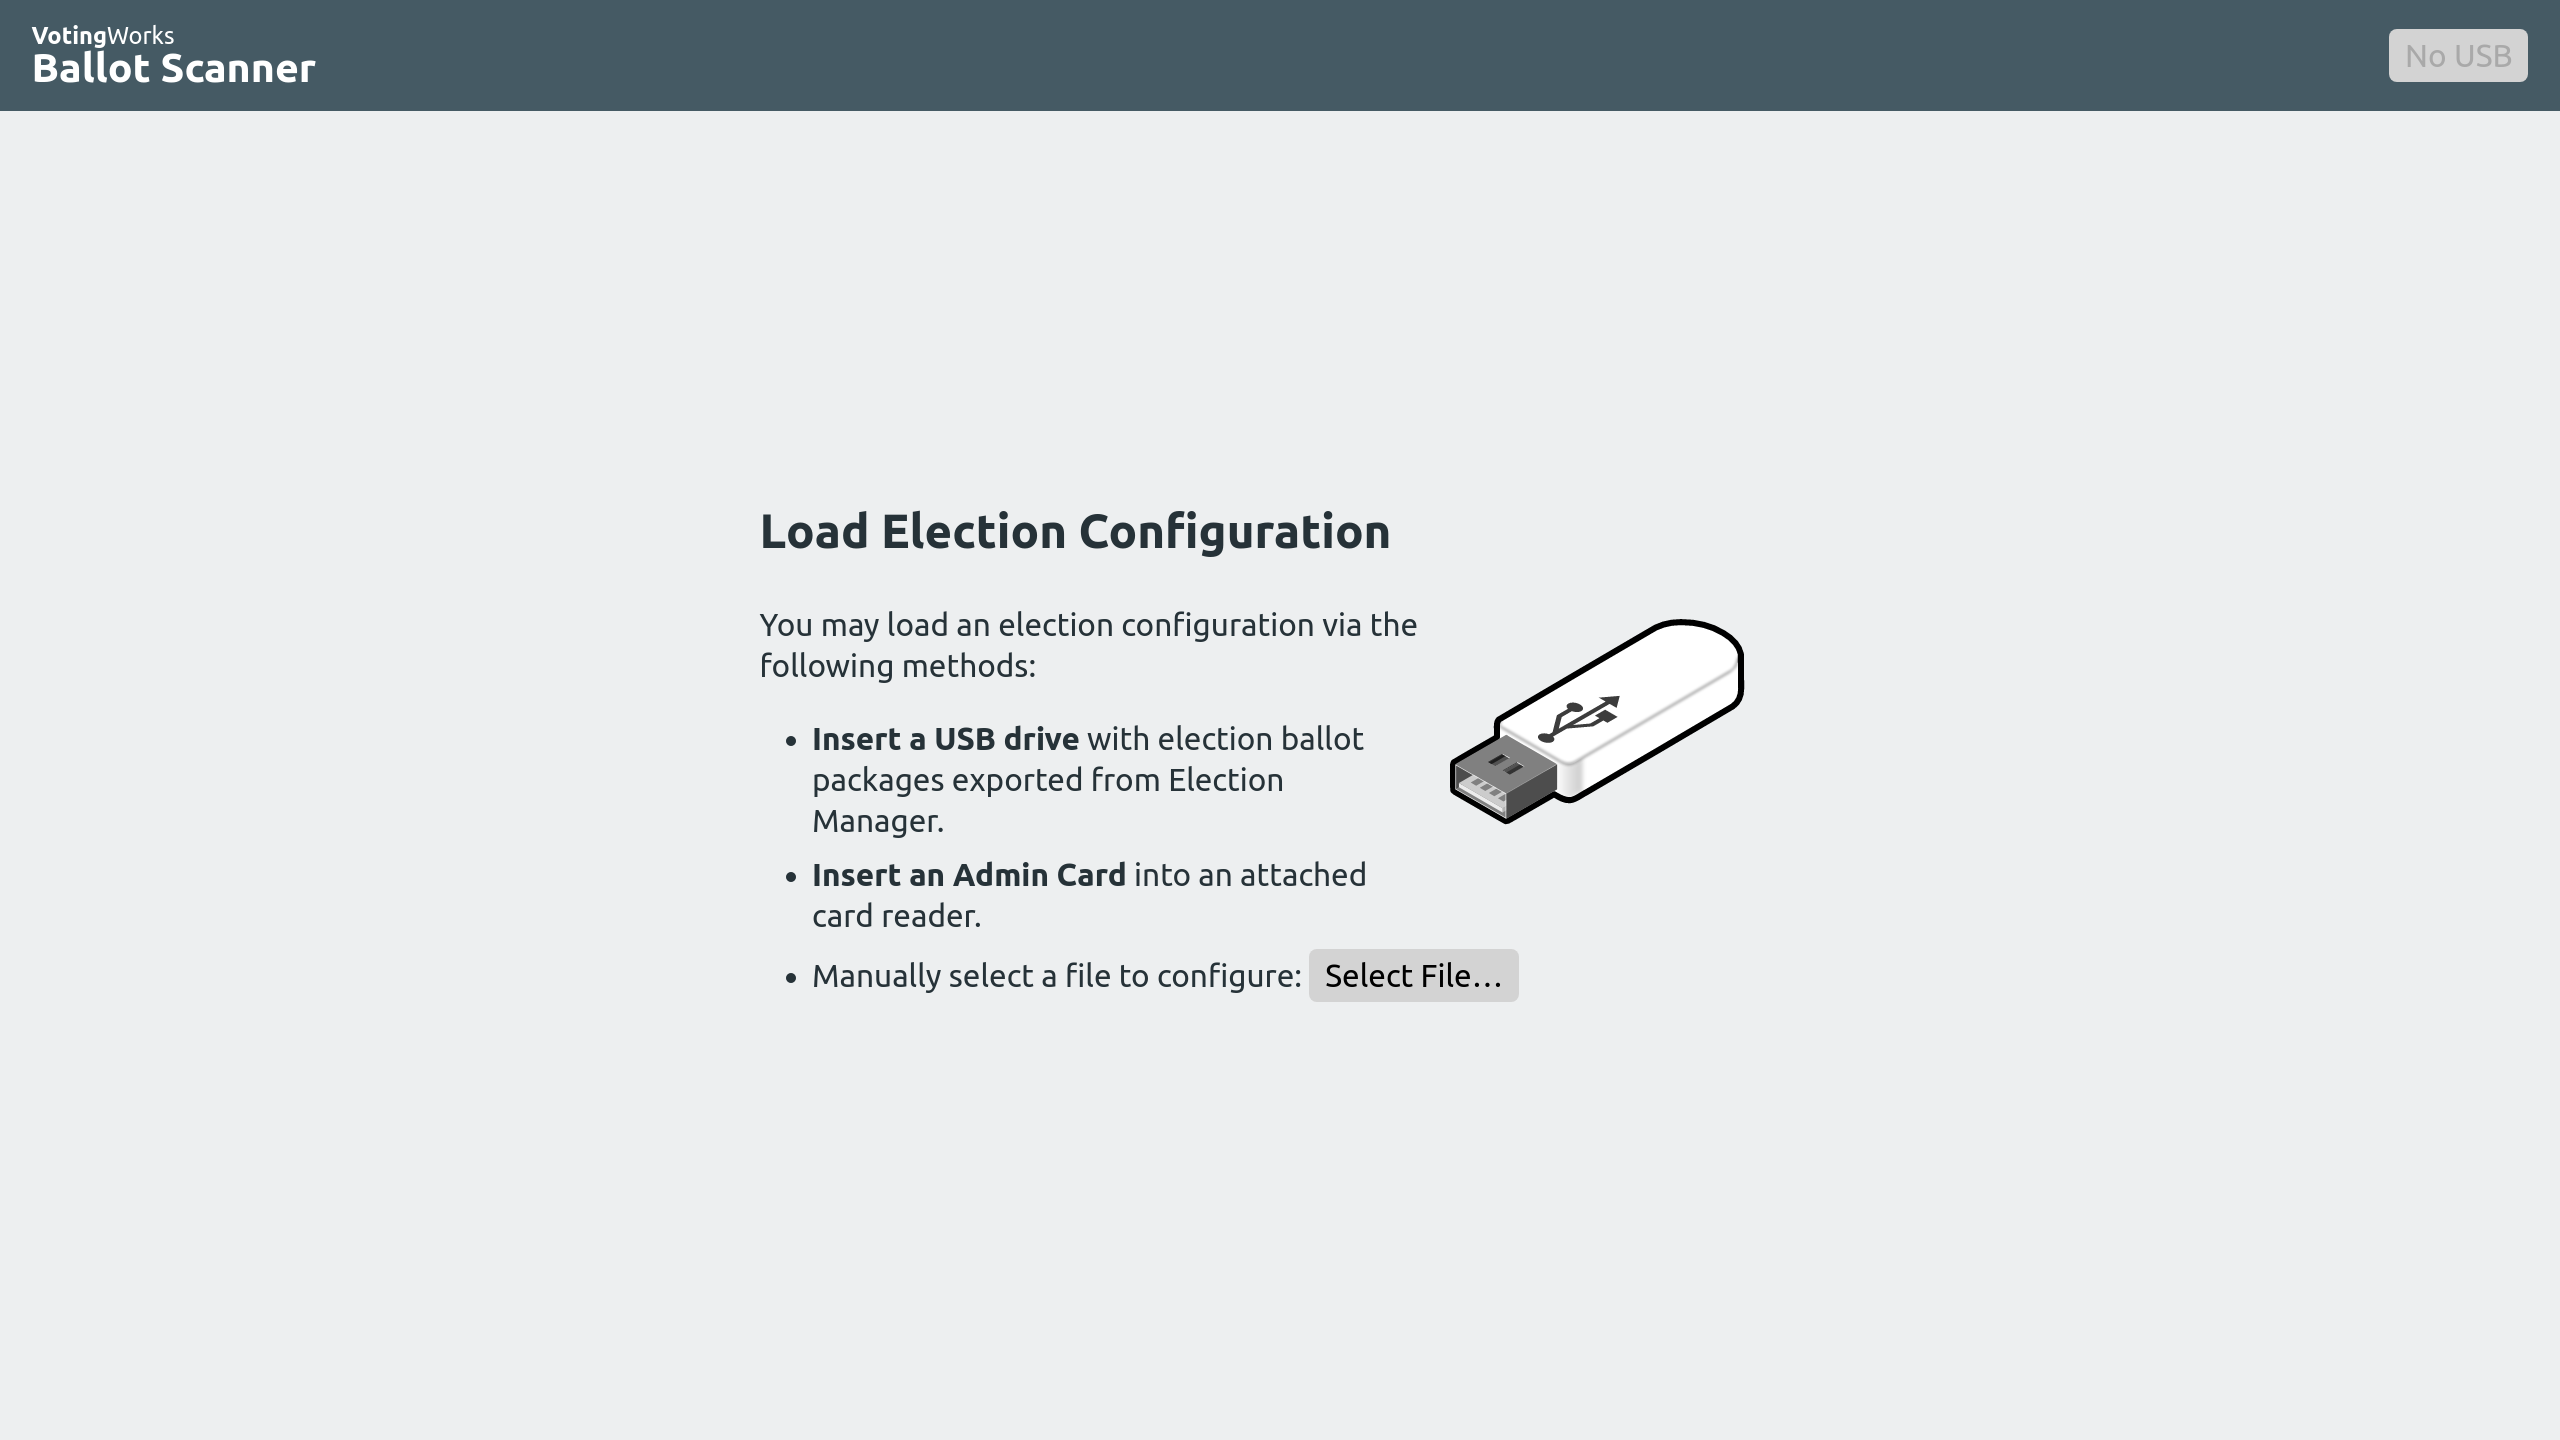 VotingWorks
Ballot Scanner
No USB
Load Election Configuration
You may load an election configuration via the
following methods:
Insert a USB drive with election ballot
packages exported from Election
Manager.
Insert an Admin Card into an attached
card reader.
Manually select a file to configure: Select File…